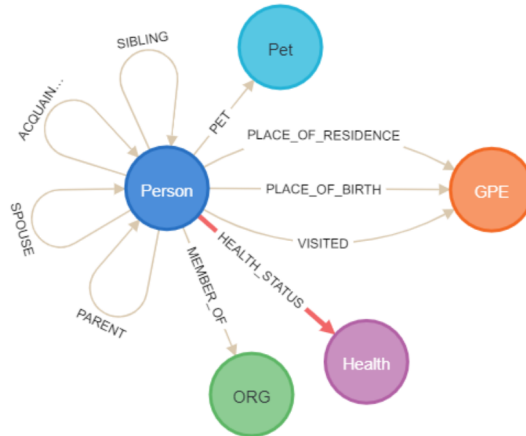 SIBLING
Pet
ACQUAIN...
PET
PLACE_OF_RESIDENCE
Person
PLACE_OF_BIRTH
GPE
SPOUSE
VISITED
HEALTH_STATUS
MEMBER_OF
PARENT
Health
ORG